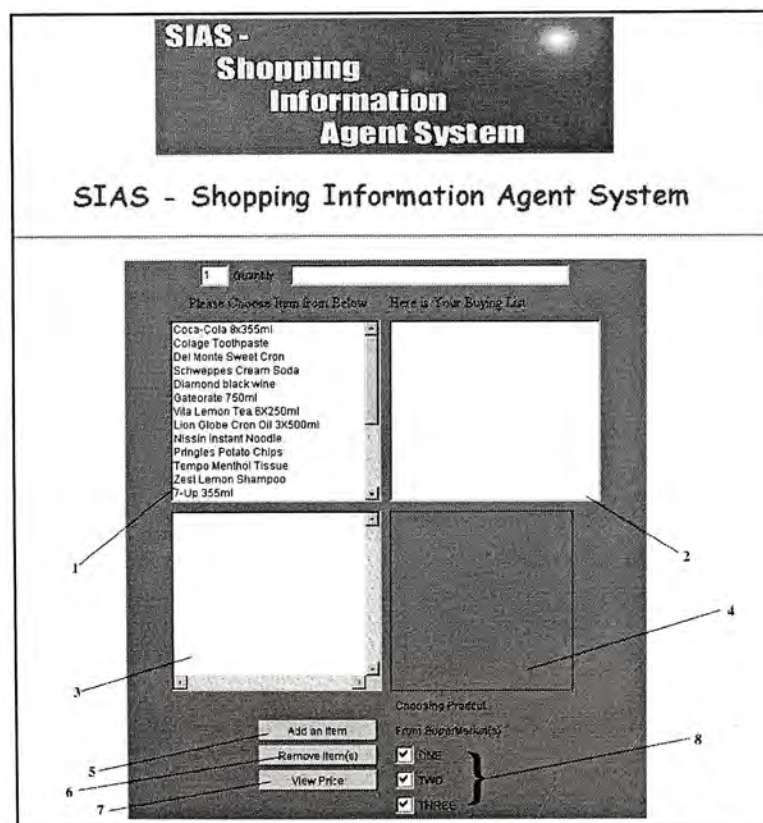 SIAS -
Shopping
Information
Agent System
SIAS - Shopping Information Agent System
1 Quantity
Please Choose Item from Below Here is Your Buying List
Coca-Cola 8x355ml
Colage Toothpaste
Del Monte Sweet Cron
Schweppes Cream Soda
Diamond black wine
Gateorate 750ml
Vita Lemon Tea 6X250ml
Lion Globe Cron Oil 3X500ml
Nissin Instant Noodle
Pringles Potato Chips
Tempo Menthol Tissue
Zest Lemon Shampoo
7-Up 355ml
1
2
3
4
Choosing Prodcut
From SuperMarket(s)
Add an Item
Remove Item(s)
View Price
ONE
TWO
THREE
5
6
7
8